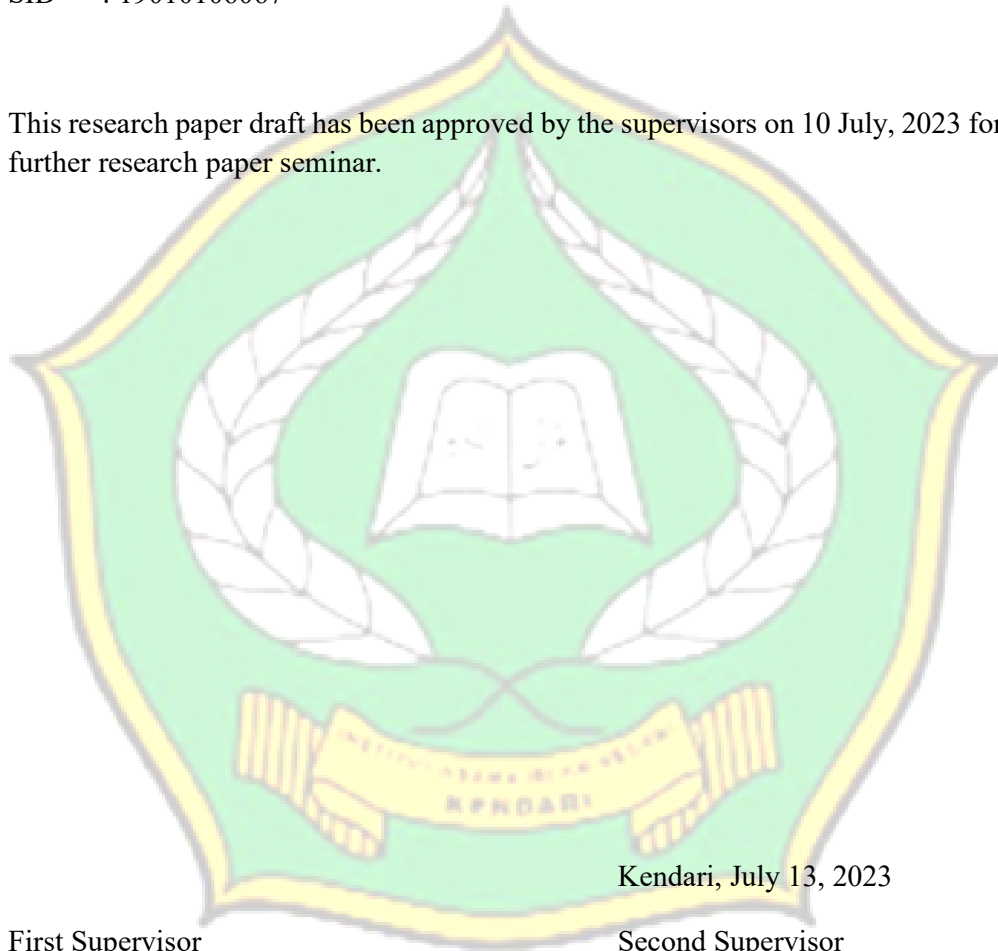 This research paper draft has been approved by the supervisors on 10 July, 2023 for
further research paper seminar.
KENDARI
Kendari, July 13, 2023
First Supervisor Second Supervisor